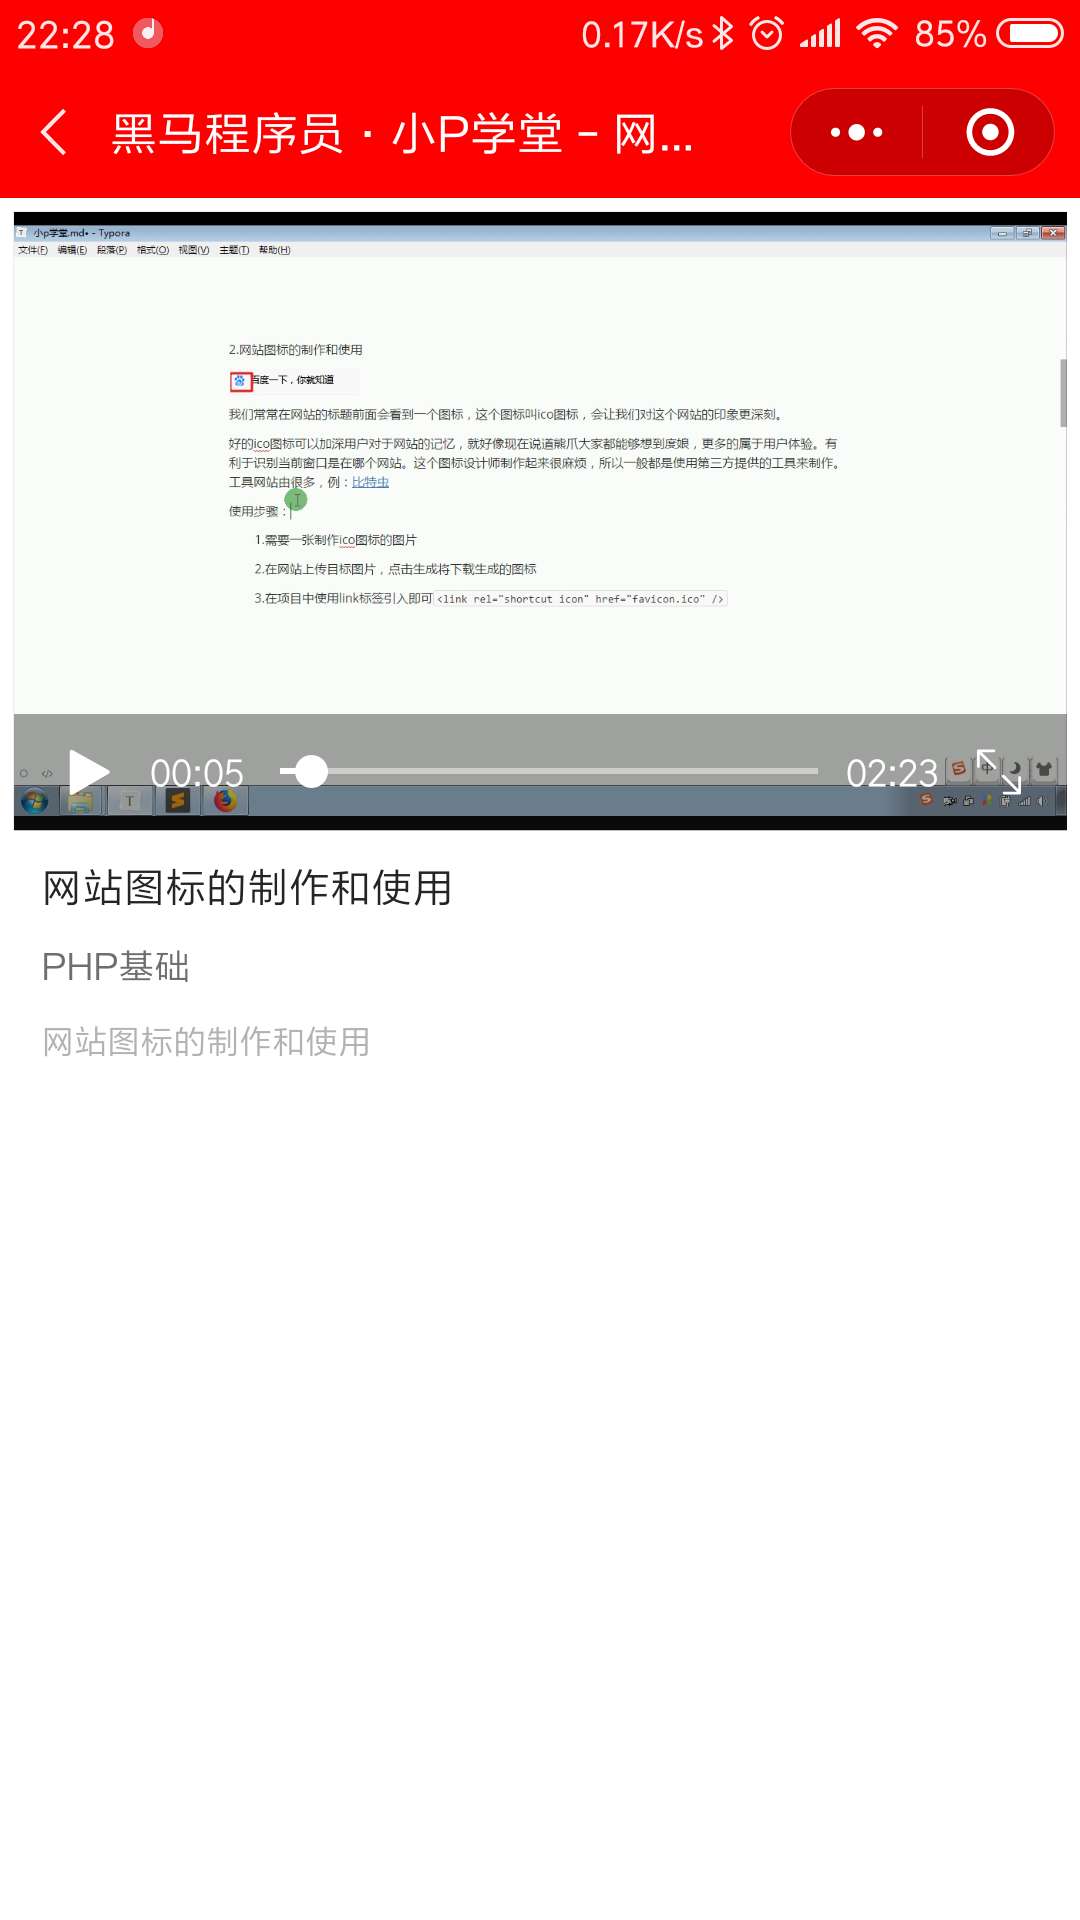 22:28 0.17K/s 85%
黑马程序员 · 小P学堂 - 网...
小p学堂.md• - Typora
文件(F) 编辑(E) 段落(P) 格式(O) 视图(V) 主题(T) 帮助(H)
2.网站图标的制作和使用
百度一下，你就知道
我们常常在网站的标题前面会看到一个图标，这个图标叫ico图标，会让我们对这个网站的印象更深刻。
好的ico图标可以加深用户对于网站的记忆，就好像现在说道熊爪大家都能够想到度娘，更多的属于用户体验。有
利于识别当前窗口是在哪个网站。这个图标设计师制作起来很麻烦，所以一般都是使用第三方提供的工具来制作。
工具网站由很多，例：比特虫
使用步骤：
1.需要一张制作ico图标的图片
2.在网站上传目标图片，点击生成将下载生成的图标
3.在项目中使用link标签引入即可 <link rel="shortcut icon" href="favicon.ico" />
00:05 02:23 中
网站图标的制作和使用
PHP基础
网站图标的制作和使用